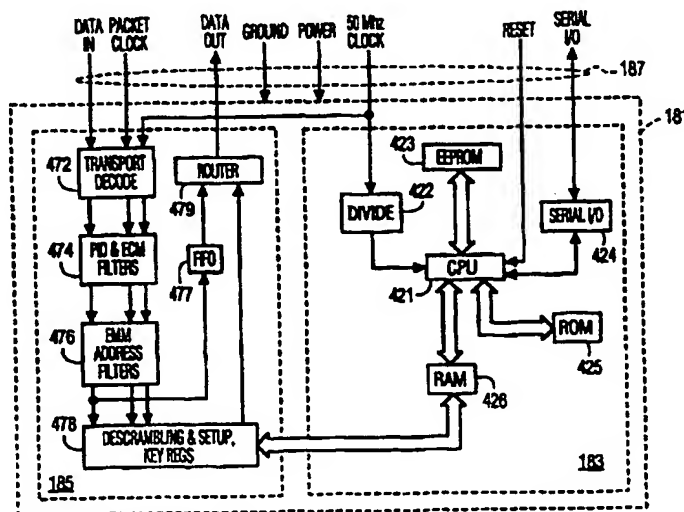 DATA IN
PACKET CLOCK
DATA OUT
GROUND
POWER
50 Mhz CLOCK
RESET
SERIAL I/O
187
181
472
TRANSPORT DECODE
ROUTER
479
423
EEPROM
DIVIDE
422
SERIAL I/O
424
474
PID & ECM FILTERS
FIFO
477
CPU
421
ROM
425
476
EMM ADDRESS FILTERS
RAM
426
478
DESCRAMBLING & SETUP, KEY REGS
185
183